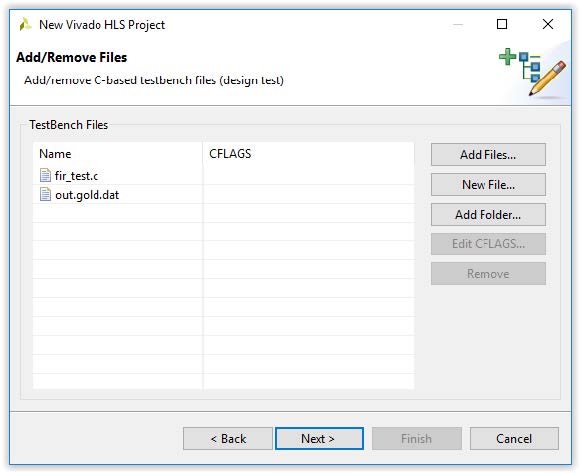 New Vivado HLS Project
Add/Remove Files
Add/remove C-based testbench files (design test)
TestBench Files
Name CFLAGS
fir_test.c
out.gold.dat
Add Files...
New File...
Add Folder...
Edit CFLAGS...
Remove
< Back Next > Finish Cancel